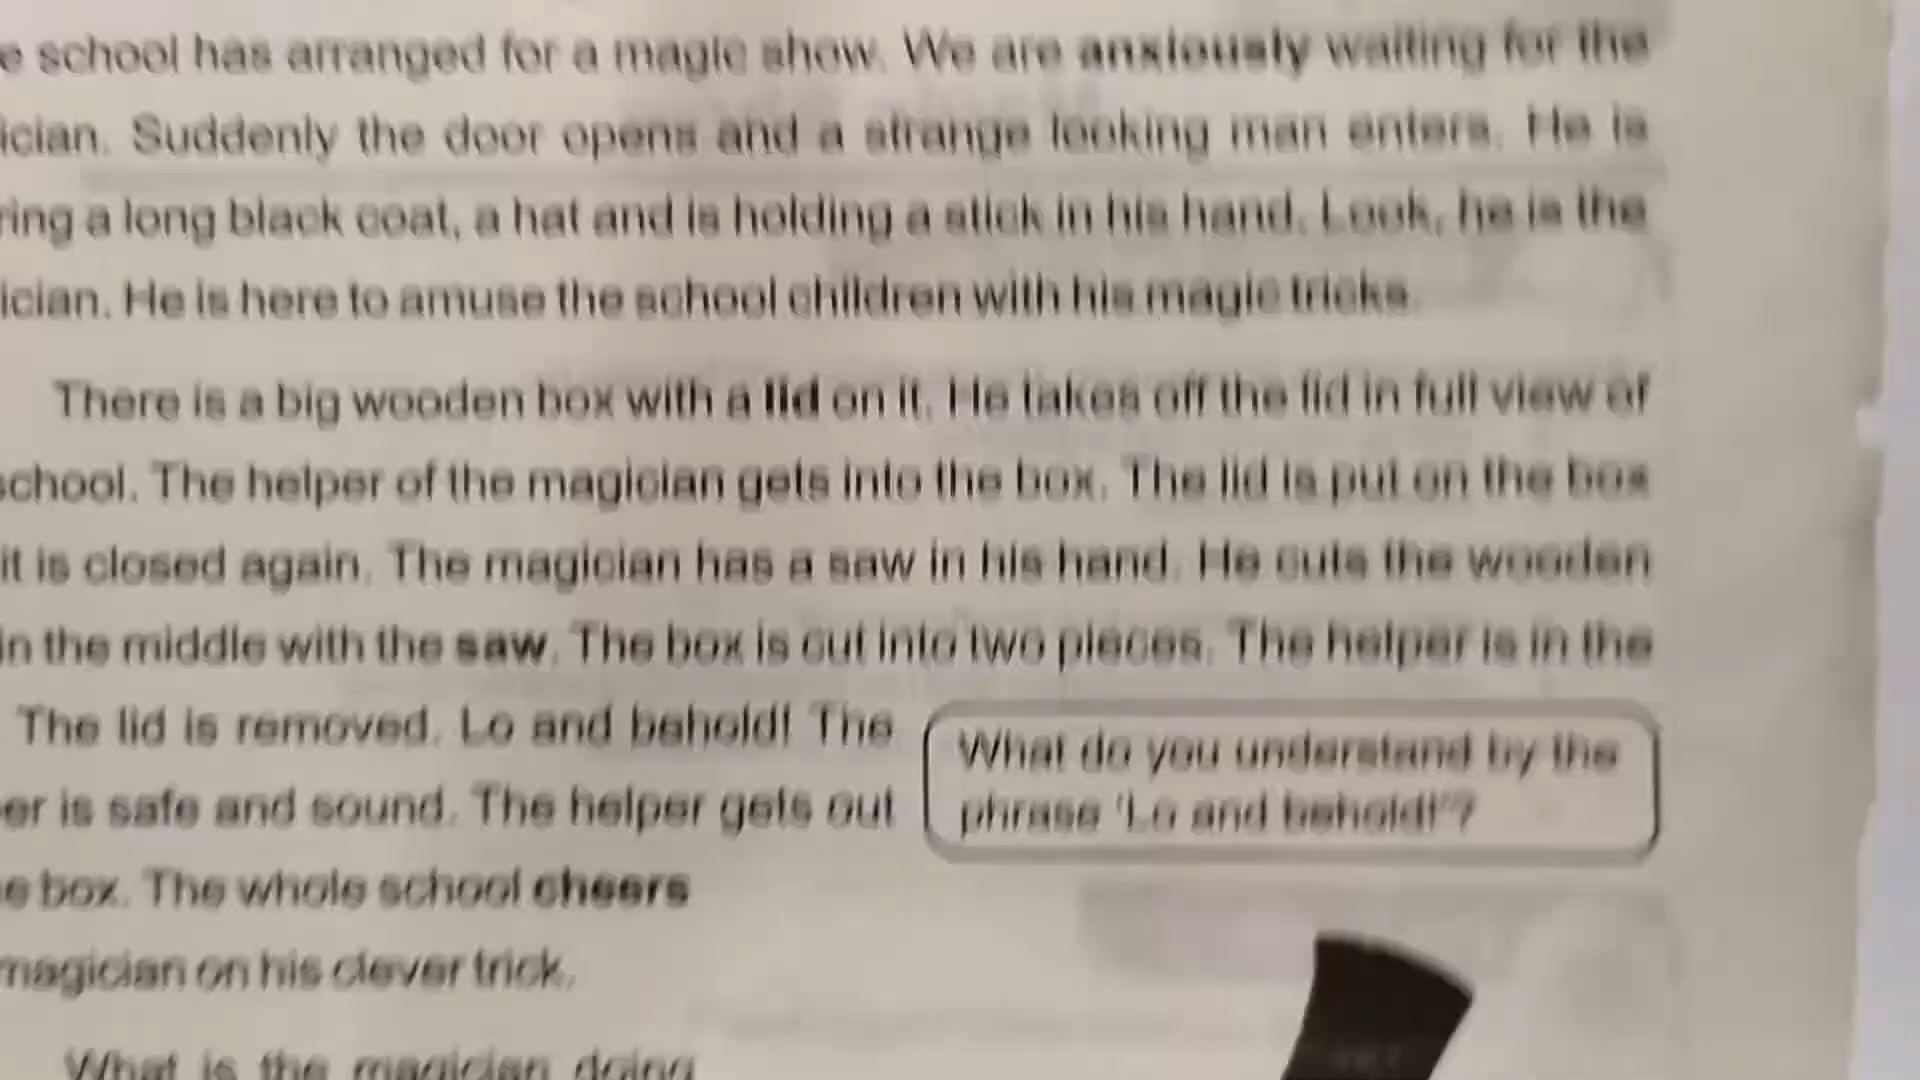 e school has arranged for a magic show. We are anxiously waiting for the
ician. Suddenly the door opens and a strange looking man enters. He is
ring a long black coat, a hat and is holding a stick in his hand. Look, he is the
ician. He is here to amuse the school children with his magic tricks.
There is a big wooden box with a lid on it. He takes off the lid in full view of
school. The helper of the magician gets into the box. The lid is put on the box
it is closed again. The magician has a saw in his hand. He cuts the wooden
in the middle with the saw. The box is cut into two pieces. The helper is in the
The lid is removed. Lo and behold! The
er is safe and sound. The helper gets out
e box. The whole school cheers
magician on his clever trick.
What is the magician doing
What do you understand by the
phrase 'Lo and behold!'?